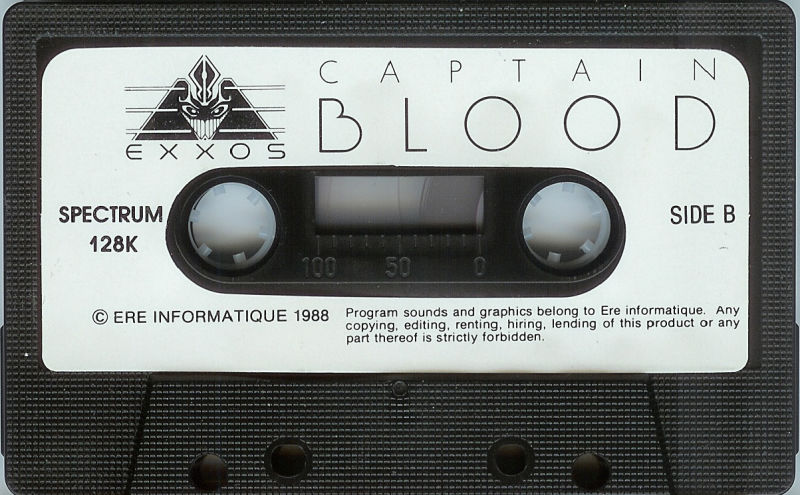 CAPTAIN
BLOOD
EXXOS
SPECTRUM
128K
SIDE B
100 50 0
© ERE INFORMATIQUE 1988
Program sounds and graphics belong to Ere informatique. Any
copying, editing, renting, hiring, lending of this product or any
part thereof is strictly forbidden.